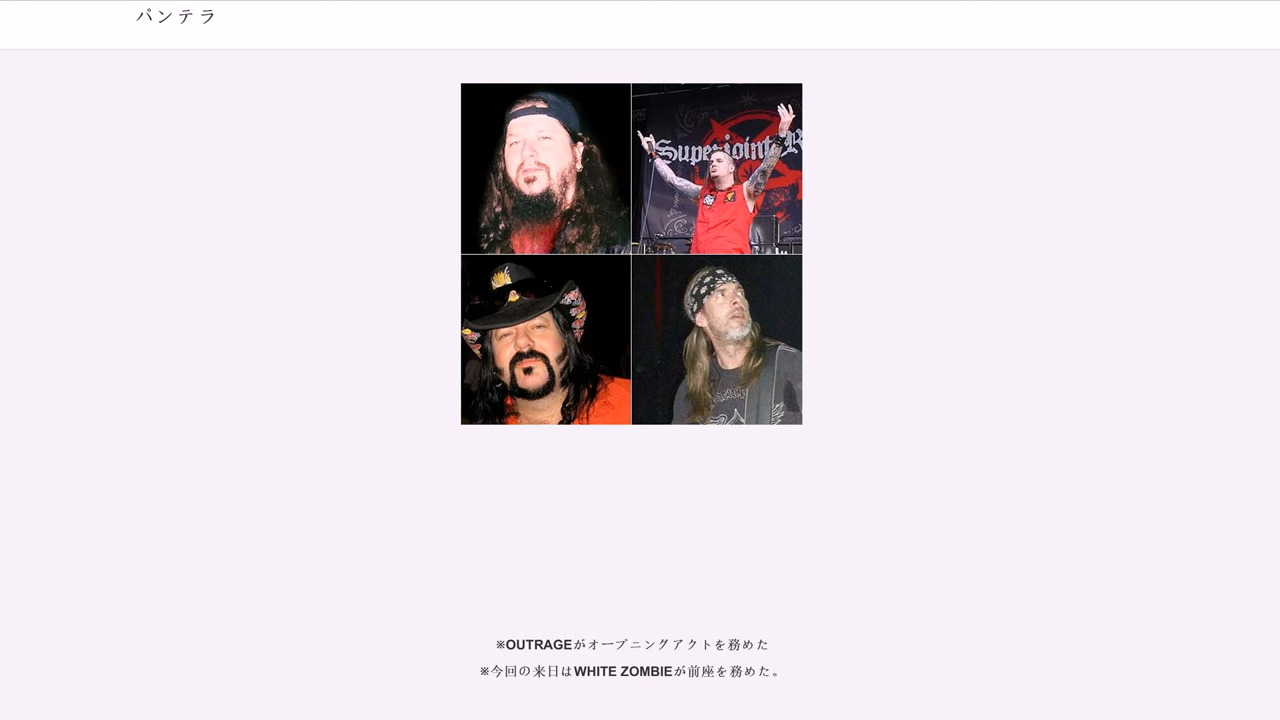 パンテラ
Superjoint R
※OUTRAGEがオープニングアクトを務めた
※今回の来日はWHITE ZOMBIEが前座を務めた。